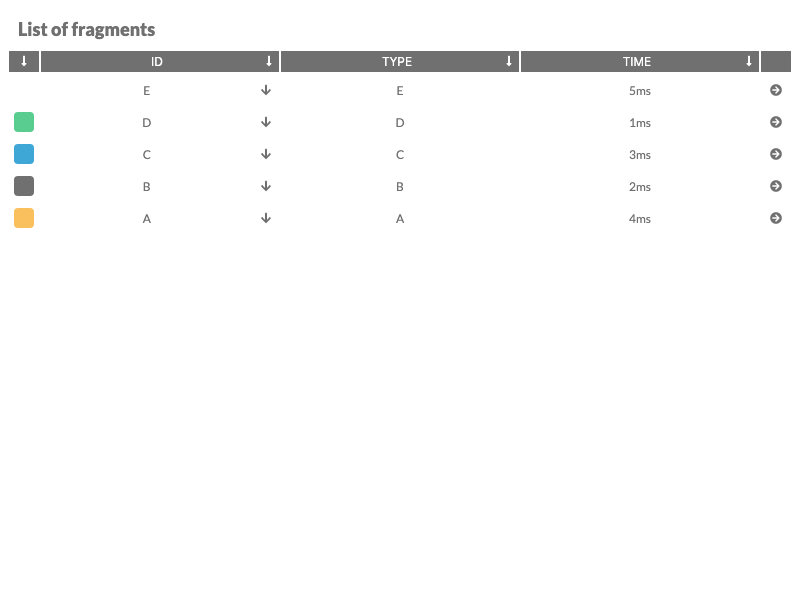 List of fragments
ID TYPE TIME
E E 5ms
D D 1ms
C C 3ms
B B 2ms
A A 4ms